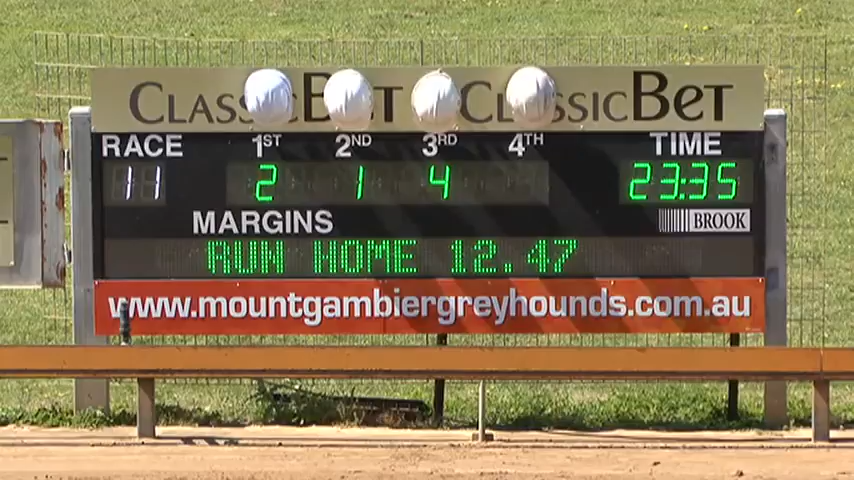 CLASSICBET CLASSICBET
RACE 1ST 2ND 3RD 4TH TIME
11 2 1 4 23:35
MARGINS BROOK
RUN HOME 12.47
www.mountgambiergreyhounds.com.au